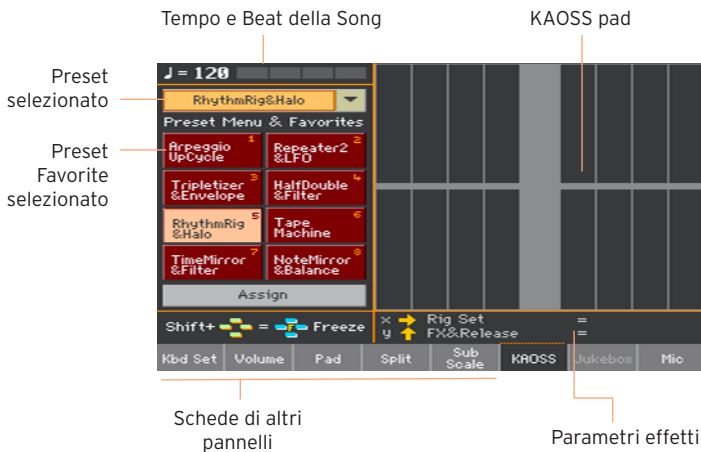 Tempo e Beat della Song
KAOSS pad
Preset
selezionato
Preset
Favorite
selezionato
♩= 120
RhythmRig&Halo
Preset Menu & Favorites
Arpeggio
UpCycle
1
Repeater2
&LFO
2
Tripletizer
&Envelope
3
HalfDouble
&Filter
4
RhythmRig
&Halo
5
Tape
Machine
6
TimeMirror
&Filter
7
NoteMirror
&Balance
8
Assign
Shift+ = F Freeze
x Rig Set =
y FX&Release =
Kbd Set
Volume
Pad
Split
Sub
Scale
KAOSS
Jukebox
Mic
Schede di altri
pannelli
Parametri effetti